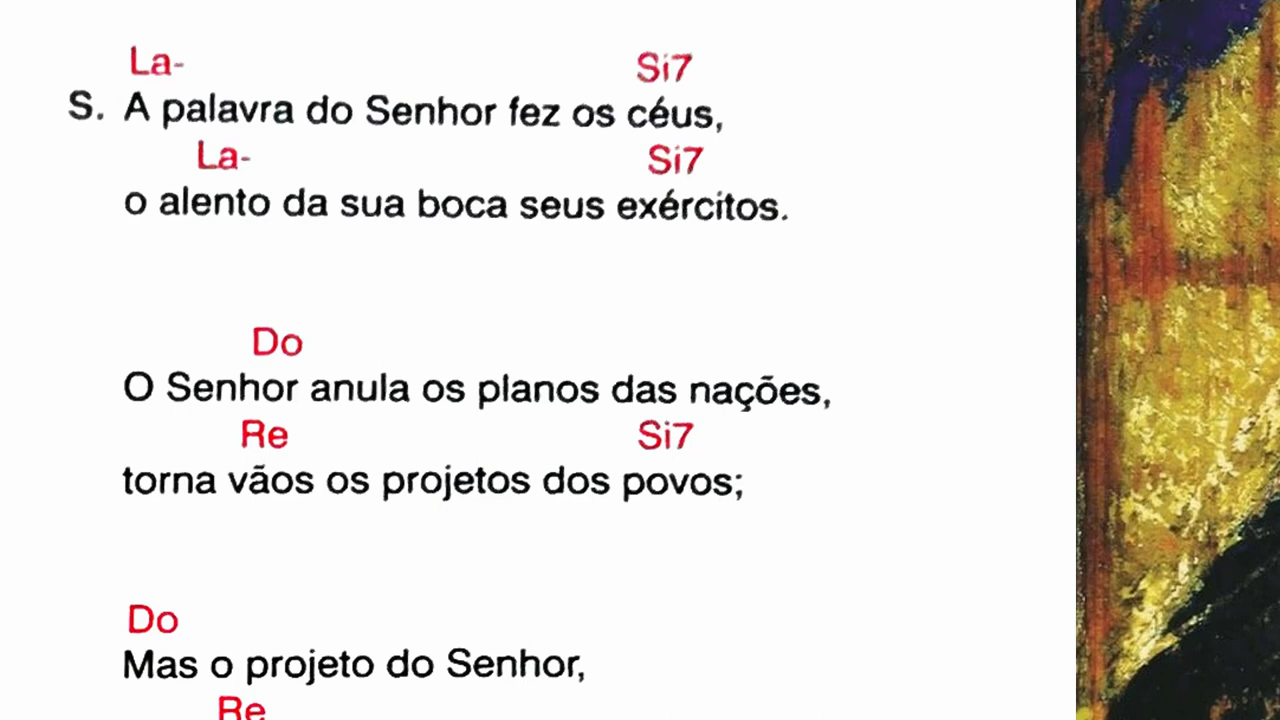 La- Si7
S. A palavra do Senhor fez os céus,
La- Si7
o alento da sua boca seus exércitos.
Do
O Senhor anula os planos das nações,
Re Si7
torna vãos os projetos dos povos;
Do
Mas o projeto do Senhor,
Re